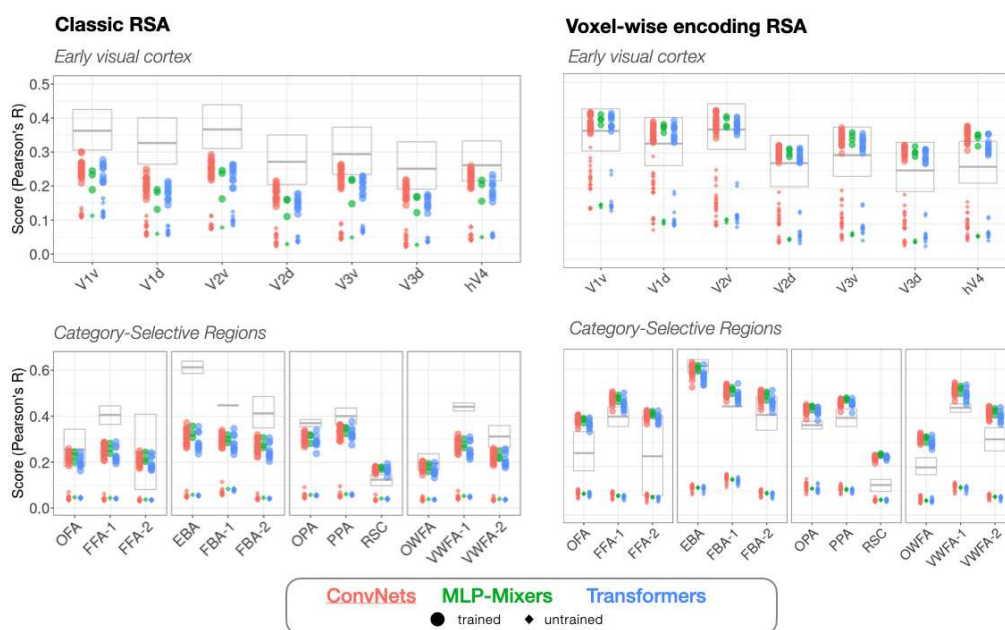 Classic RSA
Early visual cortex
Score (Pearson's R)
0.5
0.4
0.3
0.2
0.1
0.0
V1v V1d V2v V2d V3v V3d hV4
Voxel-wise encoding RSA
Early visual cortex
V1v V1d V2v V2d V3v V3d hV4
Category-Selective Regions
Score (Pearson's R)
0.6
0.4
0.2
0.0
OFA FFA-1 FFA-2 EBA FBA-1 FBA-2 OPA PPA RSC OWFA VWFA-1 VWFA-2
Category-Selective Regions
OFA FFA-1 FFA-2 EBA FBA-1 FBA-2 OPA PPA RSC OWFA VWFA-1 VWFA-2
ConvNets MLP-Mixers Transformers
trained untrained